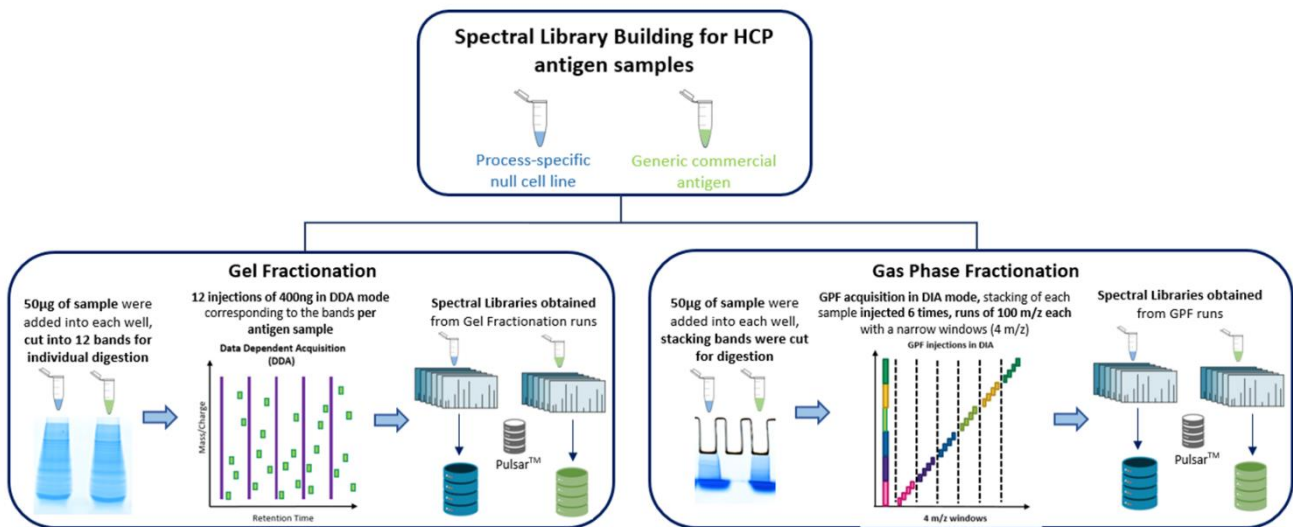 Spectral Library Building for HCP
antigen samples
Process-specific
null cell line
Generic commercial
antigen
Gel Fractionation
50µg of sample were
added into each well,
cut into 12 bands for
individual digestion
12 injections of 400ng in DDA mode
corresponding to the bands per
antigen sample
Data Dependent Acquisition
(DDA)
Mass/Charge
Retention Time
Spectral Libraries obtained
from Gel Fractionation runs
Pulsar™
Gas Phase Fractionation
50µg of sample were
added into each well,
stacking bands were cut
for digestion
GPF acquisition in DIA mode, stacking of each
sample injected 6 times, runs of 100 m/z each
with a narrow windows (4 m/z)
GPF injections in DIA
4 m/z windows
Spectral Libraries obtained
from GPF runs
Pulsar™